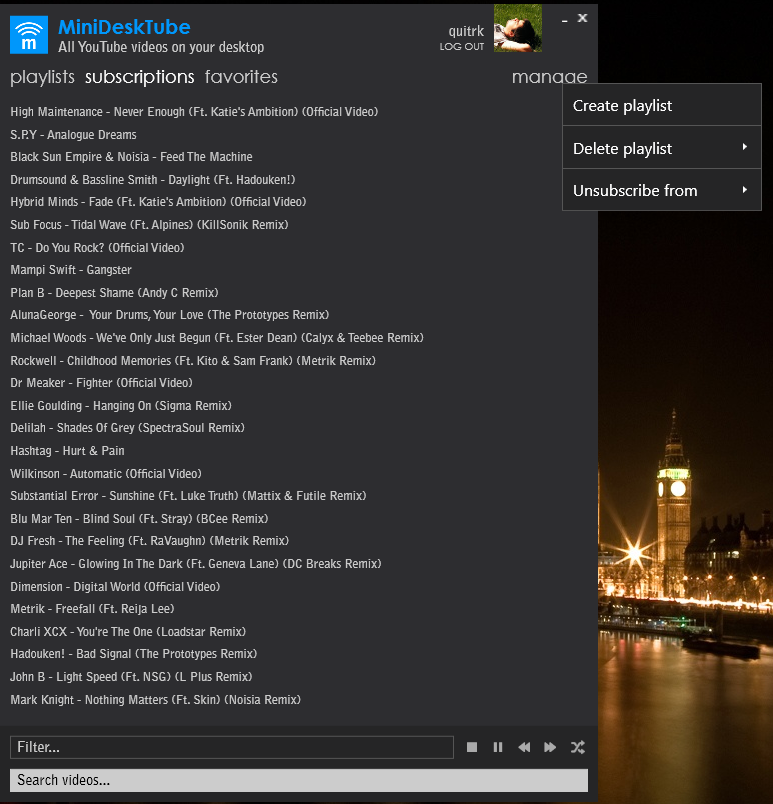 m
MiniDeskTube
All YouTube videos on your desktop
quitrk
LOG OUT
playlists subscriptions favorites manage
Create playlist
Delete playlist
Unsubscribe from
High Maintenance - Never Enough (Ft. Katie's Ambition) (Official Video)
S.P.Y - Analogue Dreams
Black Sun Empire & Noisia - Feed The Machine
Drumsound & Bassline Smith - Daylight (Ft. Hadouken!)
Hybrid Minds - Fade (Ft. Katie's Ambition) (Official Video)
Sub Focus - Tidal Wave (Ft. Alpines) (KillSonik Remix)
TC - Do You Rock? (Official Video)
Mampi Swift - Gangster
Plan B - Deepest Shame (Andy C Remix)
AlunaGeorge - Your Drums, Your Love (The Prototypes Remix)
Michael Woods - We've Only Just Begun (Ft. Ester Dean) (Calyx & Teebee Remix)
Rockwell - Childhood Memories (Ft. Kito & Sam Frank) (Metrik Remix)
Dr Meaker - Fighter (Official Video)
Ellie Goulding - Hanging On (Sigma Remix)
Delilah - Shades Of Grey (SpectraSoul Remix)
Hashtag - Hurt & Pain
Wilkinson - Automatic (Official Video)
Substantial Error - Sunshine (Ft. Luke Truth) (Mattix & Futile Remix)
Blu Mar Ten - Blind Soul (Ft. Stray) (BCee Remix)
DJ Fresh - The Feeling (Ft. RaVaughn) (Metrik Remix)
Jupiter Ace - Glowing In The Dark (Ft. Geneva Lane) (DC Breaks Remix)
Dimension - Digital World (Official Video)
Metrik - Freefall (Ft. Reija Lee)
Charli XCX - You're The One (Loadstar Remix)
Hadouken! - Bad Signal (The Prototypes Remix)
John B - Light Speed (Ft. NSG) (L Plus Remix)
Mark Knight - Nothing Matters (Ft. Skin) (Noisia Remix)
Filter...
Search videos...